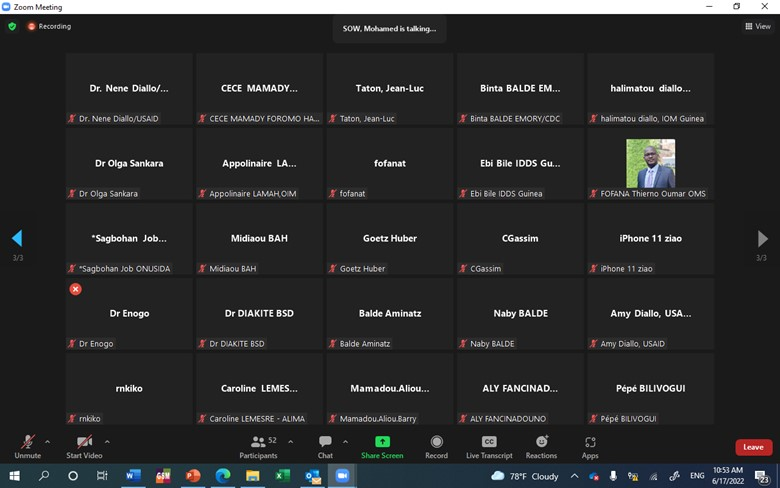 Zoom Meeting
Recording
SOW, Mohamed is talking...
View
Dr. Nene Diallo/...
Dr. Nene Diallo/USAID
CECE MAMADY...
CECE MAMADY FOROMO HA...
Taton, Jean-Luc
Taton, Jean-Luc
Binta BALDE EM...
Binta BALDE EMORY/CDC
halimatou diallo...
halimatou diallo, IOM Guinea
Dr Olga Sankara
Dr Olga Sankara
Appolinaire LA...
Appolinaire LAMAH,OIM
fofanat
fofanat
Ebi Bile IDDS Gu...
Ebi Bile IDDS Guinea
FOFANA Thierno Oumar OMS
*Sagbohan Job...
*Sagbohan Job ONUSIDA
Midiaou BAH
Midiaou BAH
Goetz Huber
Goetz Huber
CGassim
CGassim
iPhone 11 ziao
iPhone 11 ziao
3/3
3/3
Dr Enogo
Dr Enogo
Dr DIAKITE BSD
Dr DIAKITE BSD
Balde Aminatz
Balde Aminatz
Naby BALDE
Naby BALDE
Amy Diallo, USA...
Amy Diallo, USAID
rnkiko
rnkiko
Caroline LEMES...
Caroline LEMESRE - ALIMA
Mamadou.Aliou...
Mamadou.Aliou.Barry
ALY FANCINAD...
ALY FANCINADOUNO
Pépé BILIVOGUI
Pépé BILIVOGUI
Unmute
Start Video
52
Participants
Chat
Share Screen
Record
CC
Live Transcript
Reactions
Apps
Leave
78°F Cloudy
ENG
10:53 AM
6/17/2022
23